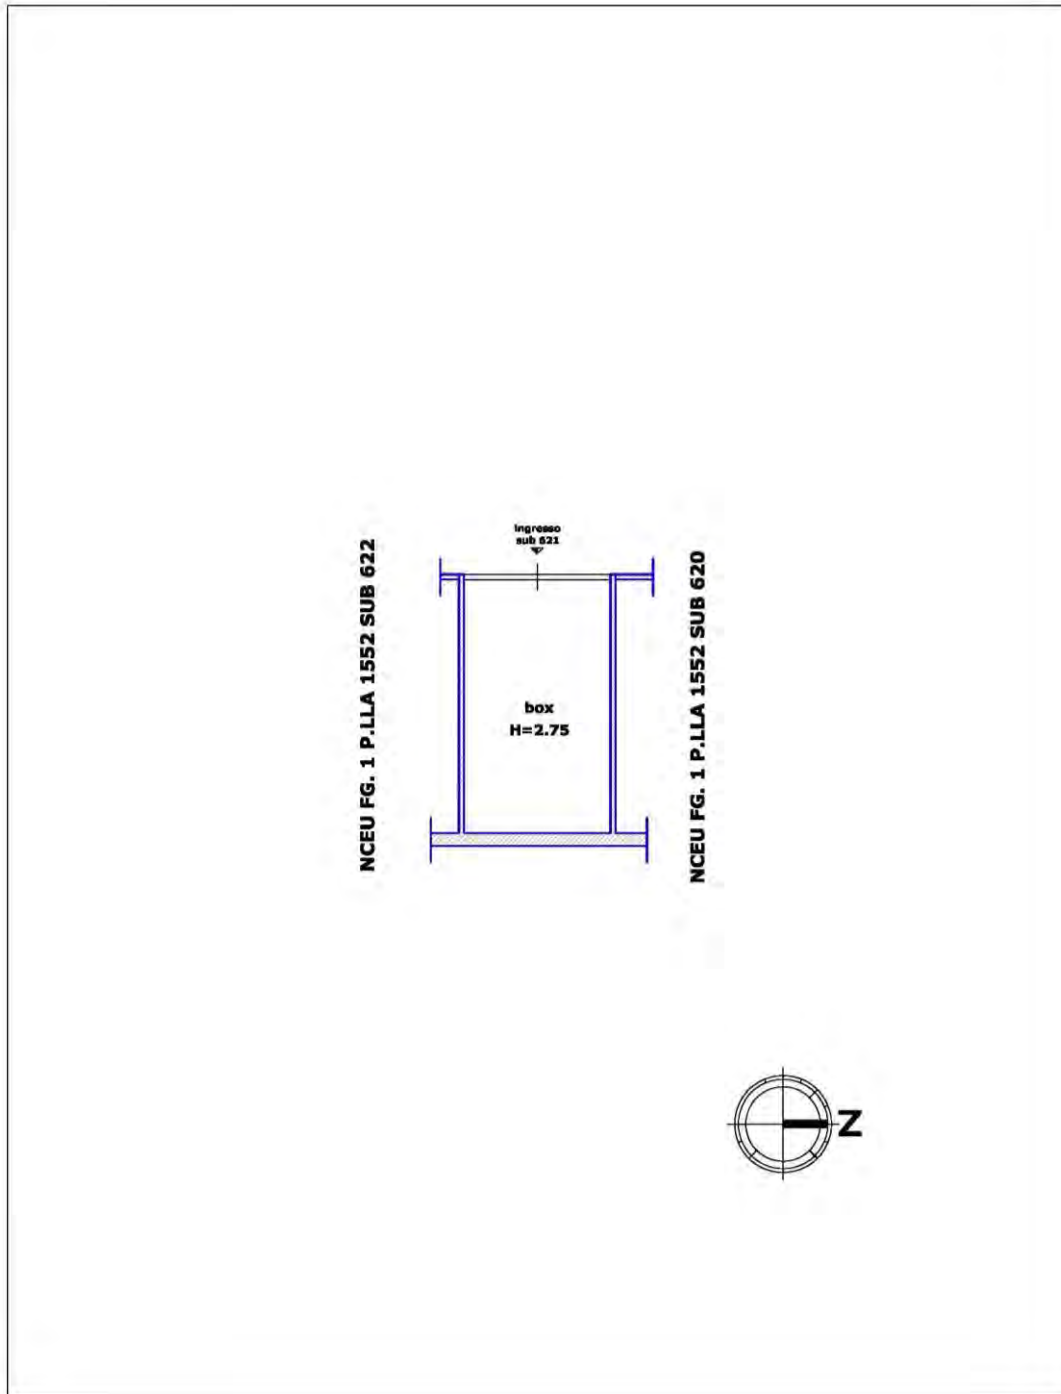 ingresso
sub 621
NCEU FG. 1 P.LLA 1552 SUB 622
box
H=2.75
NCEU FG. 1 P.LLA 1552 SUB 620
N